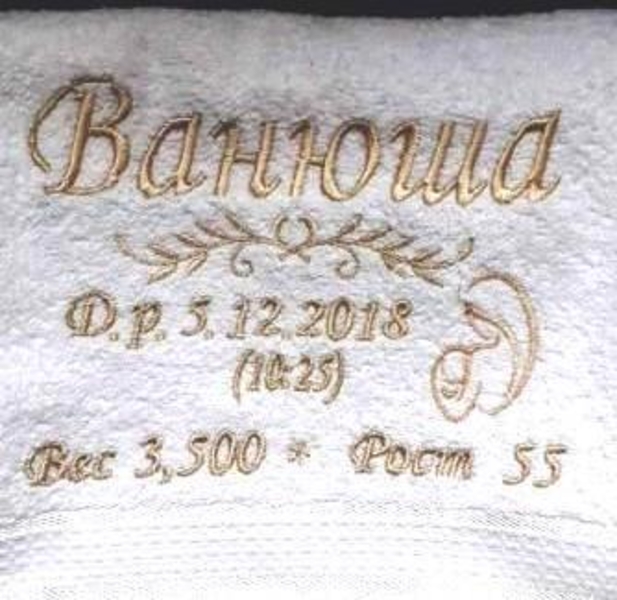 Ванюша
Д.р. 5.12.2018
(10:25)
Вес 3,500 * Рост 55